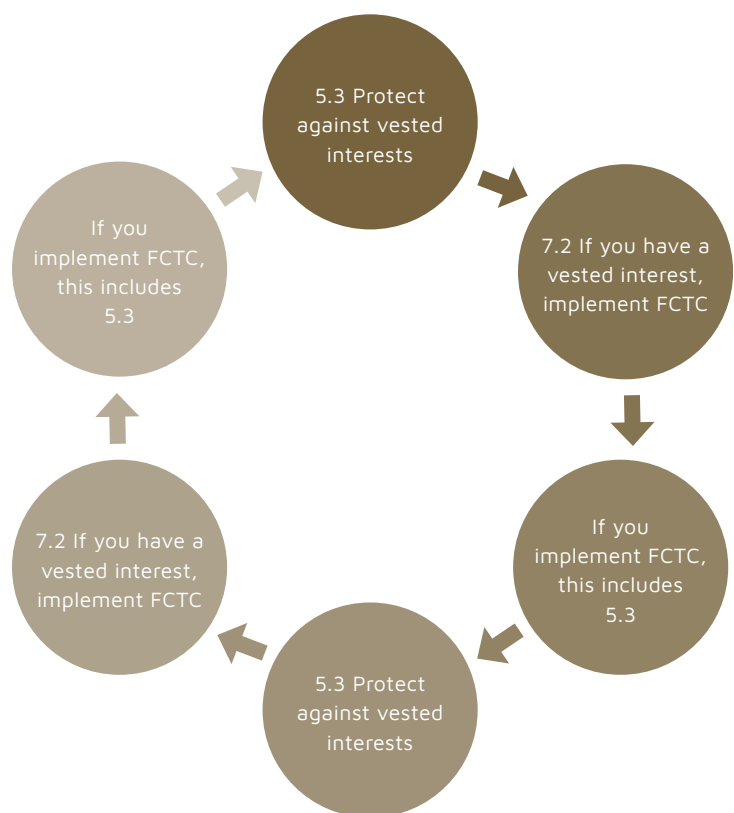 5.3 Protect
against vested
interests
7.2 If you have a
vested interest,
implement FCTC
If you
implement FCTC,
this includes
5.3
5.3 Protect
against vested
interests
7.2 If you have a
vested interest,
implement FCTC
If you
implement FCTC,
this includes
5.3